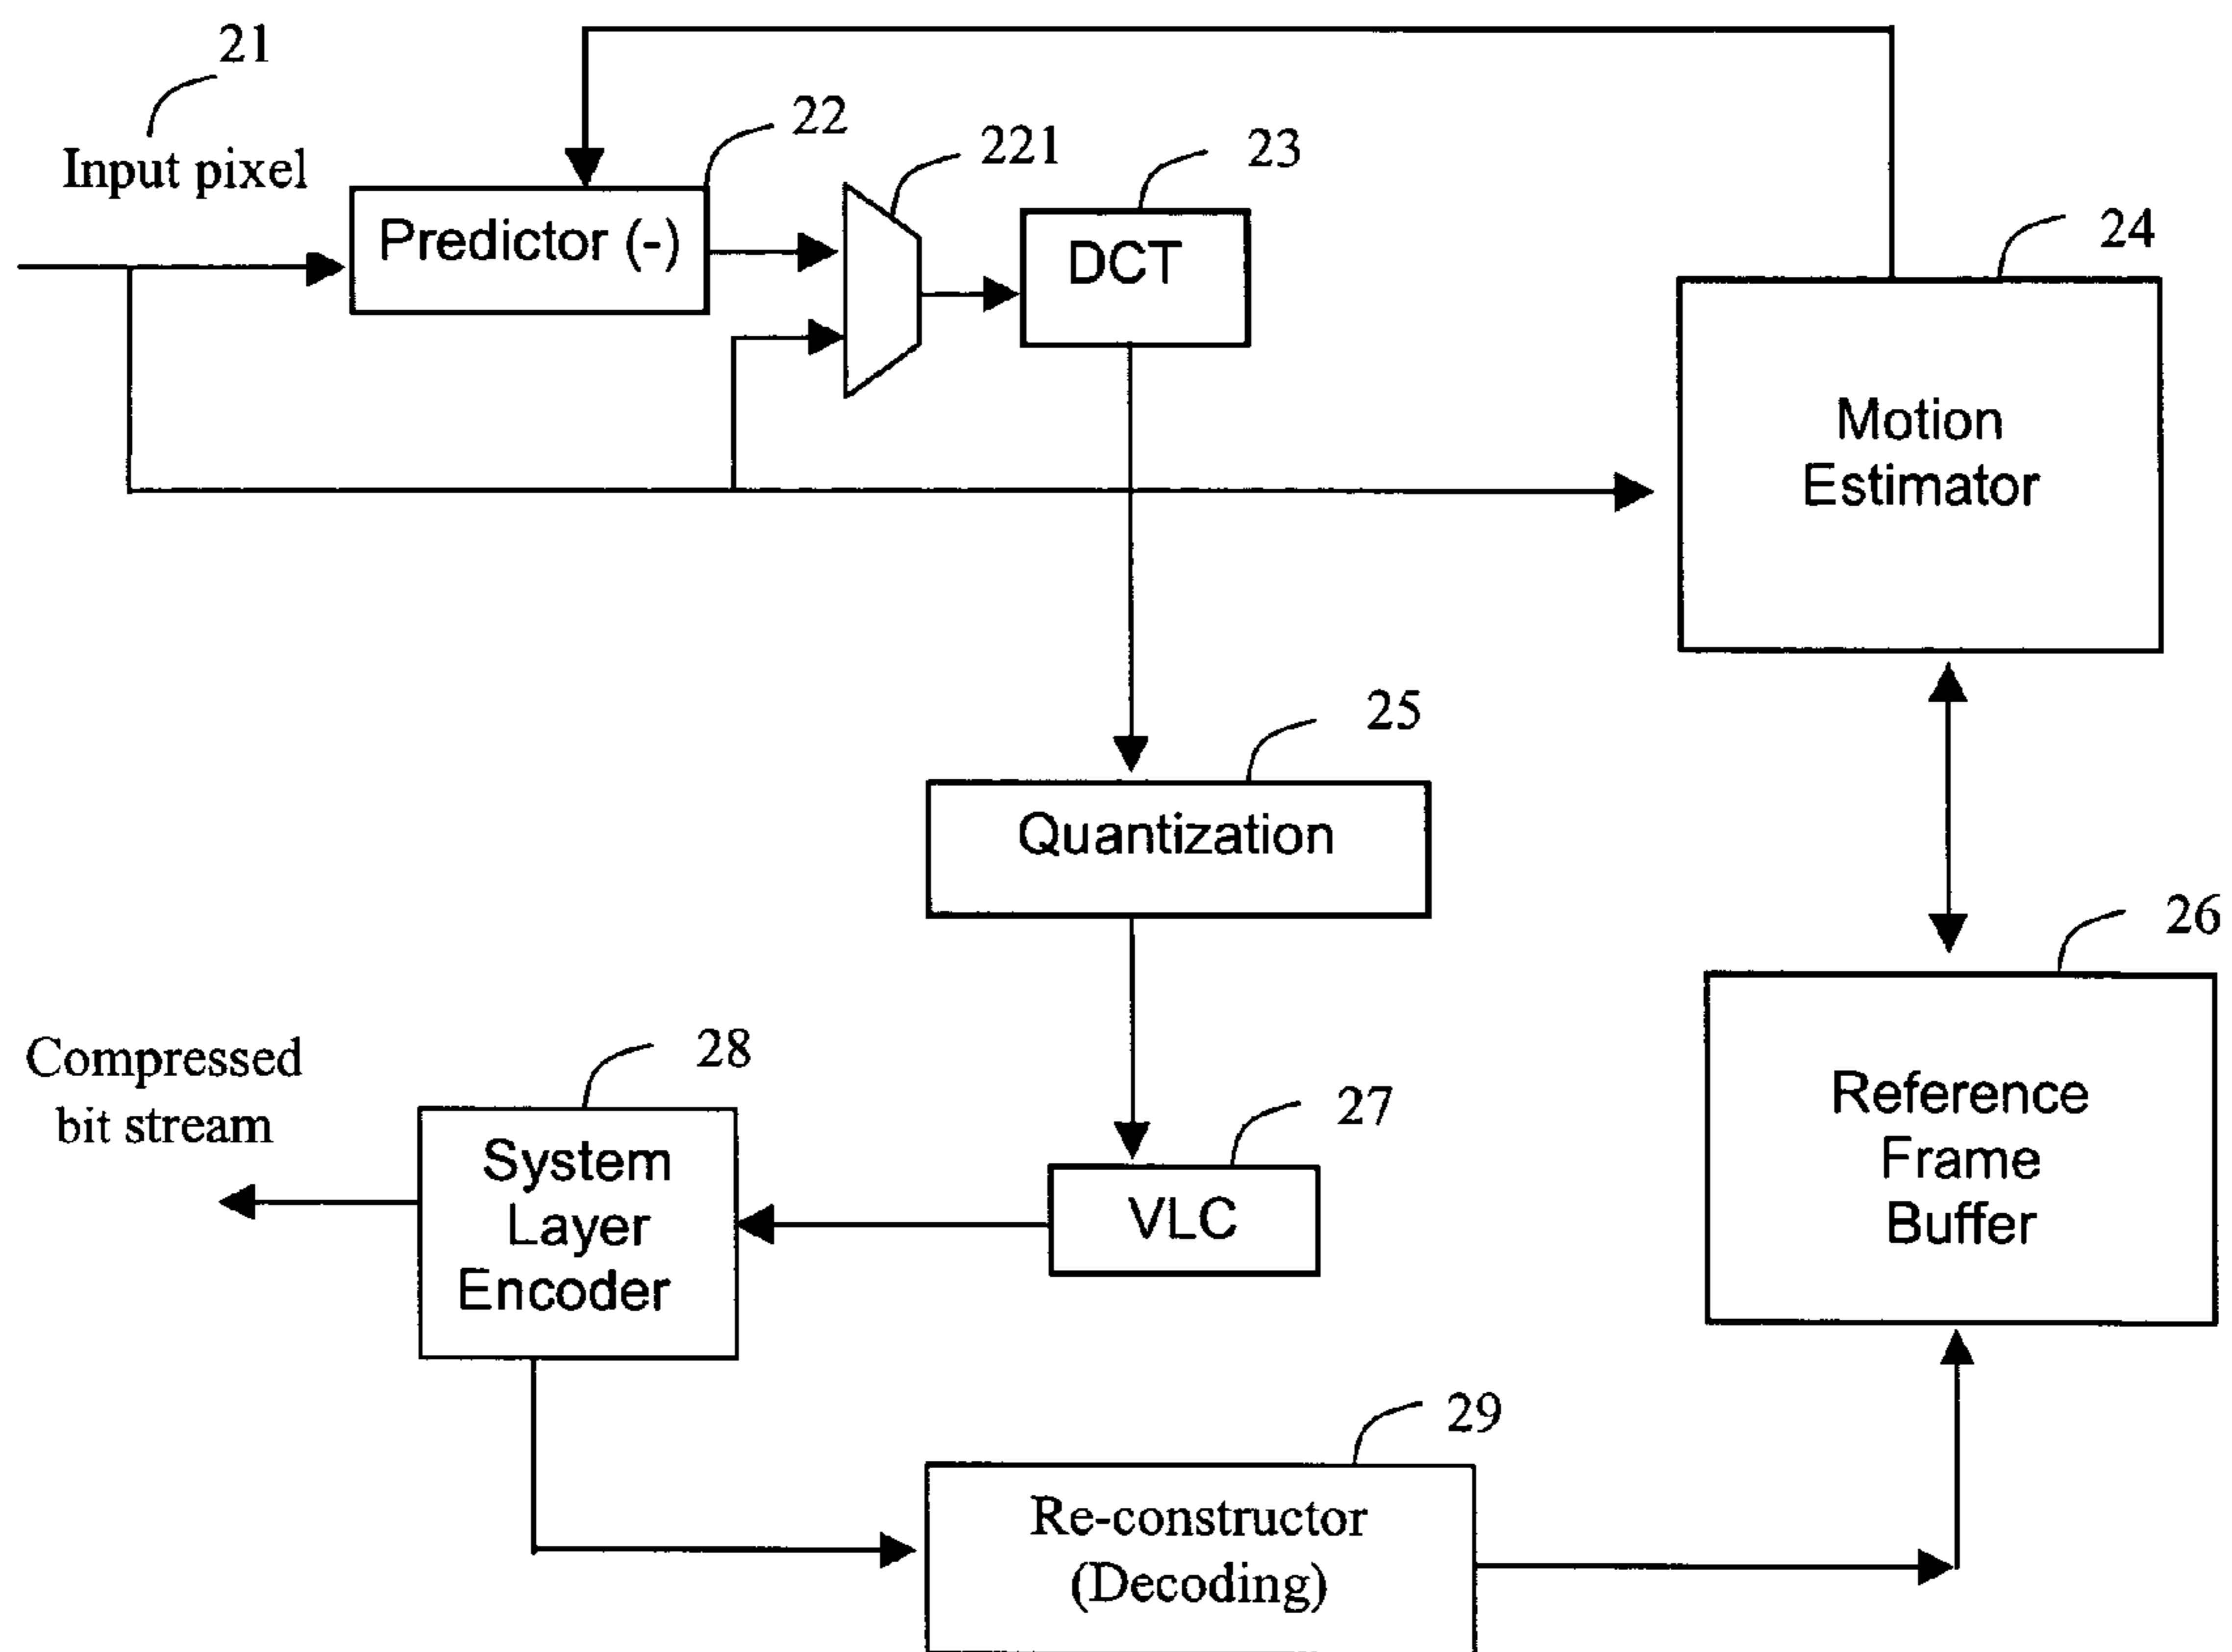 21
Input pixel
22
Predictor (-)
221
23
DCT
24
Motion
Estimator
25
Quantization
26
Reference
Frame
Buffer
Compressed
bit stream
28
System
Layer
Encoder
27
VLC
29
Re-constructor
(Decoding)